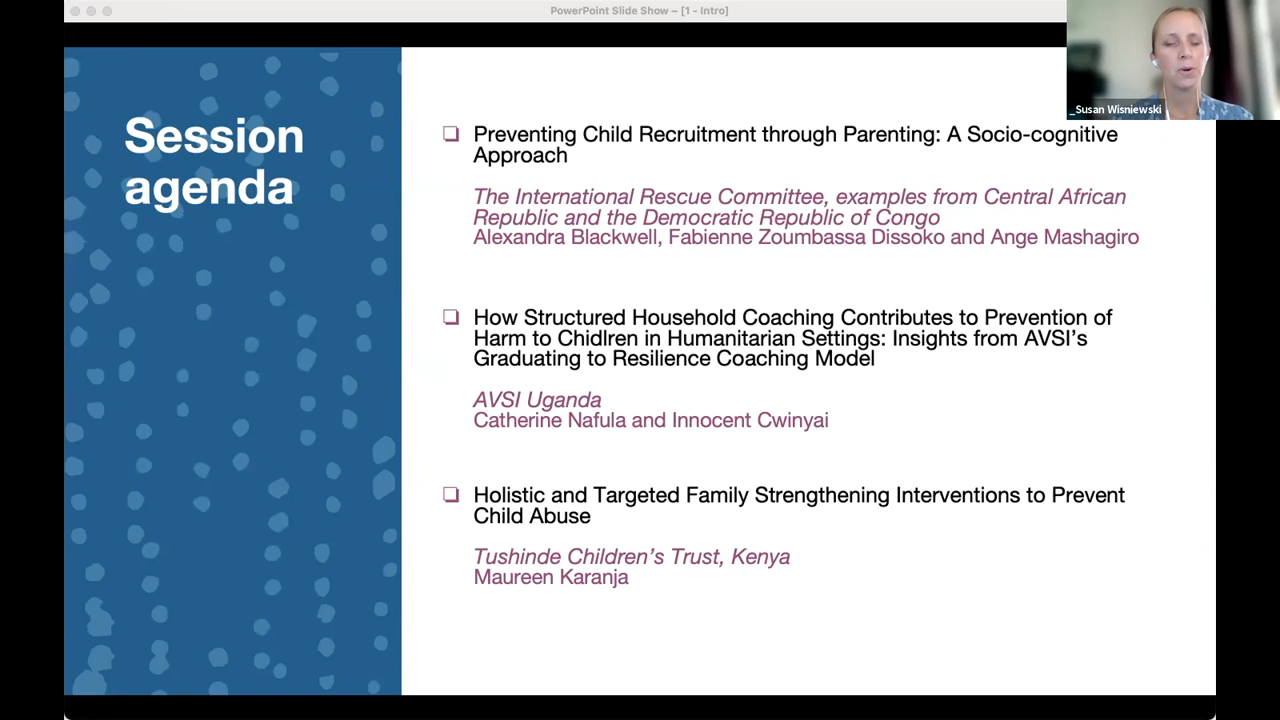 PowerPoint Slide Show – [1 - Intro]
_Susan Wisniewski
Session
agenda
❏ Preventing Child Recruitment through Parenting: A Socio-cognitive
Approach
The International Rescue Committee, examples from Central African
Republic and the Democratic Republic of Congo
Alexandra Blackwell, Fabienne Zoumbassa Dissoko and Ange Mashagiro
❏ How Structured Household Coaching Contributes to Prevention of
Harm to Chidlren in Humanitarian Settings: Insights from AVSI’s
Graduating to Resilience Coaching Model
AVSI Uganda
Catherine Nafula and Innocent Cwinyai
❏ Holistic and Targeted Family Strengthening Interventions to Prevent
Child Abuse
Tushinde Children’s Trust, Kenya
Maureen Karanja